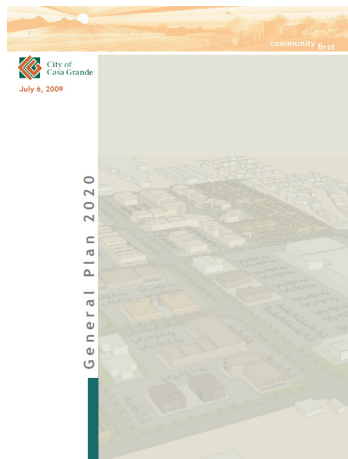 community first
City of
Casa Grande
July 6, 2009
General Plan 2020